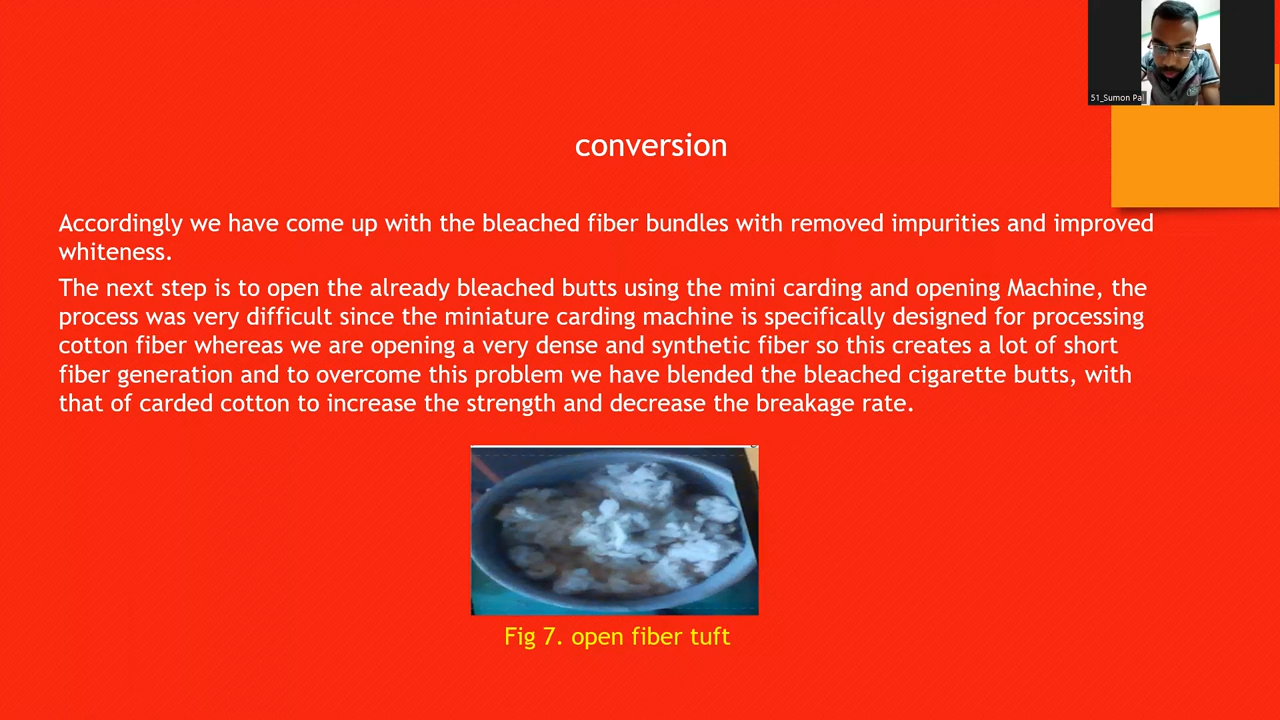 51_Sumon Pal
conversion
Accordingly we have come up with the bleached fiber bundles with removed impurities and improved
whiteness.
The next step is to open the already bleached butts using the mini carding and opening Machine, the
process was very difficult since the miniature carding machine is specifically designed for processing
cotton fiber whereas we are opening a very dense and synthetic fiber so this creates a lot of short
fiber generation and to overcome this problem we have blended the bleached cigarette butts, with
that of carded cotton to increase the strength and decrease the breakage rate.
Fig 7. open fiber tuft